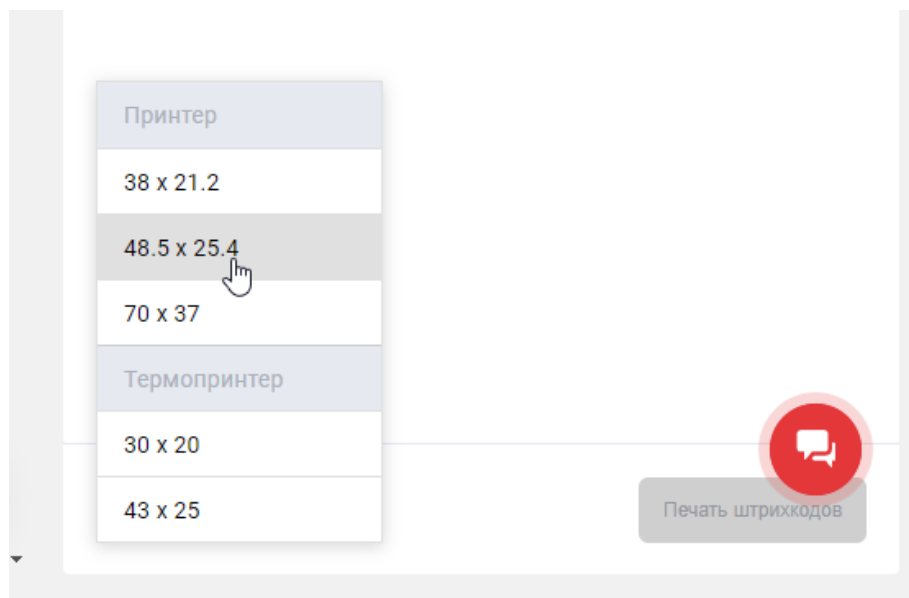 Принтер
38 x 21.2
48.5 x 25.4
70 x 37
Термопринтер
30 x 20
43 x 25
Печать штрихкодов